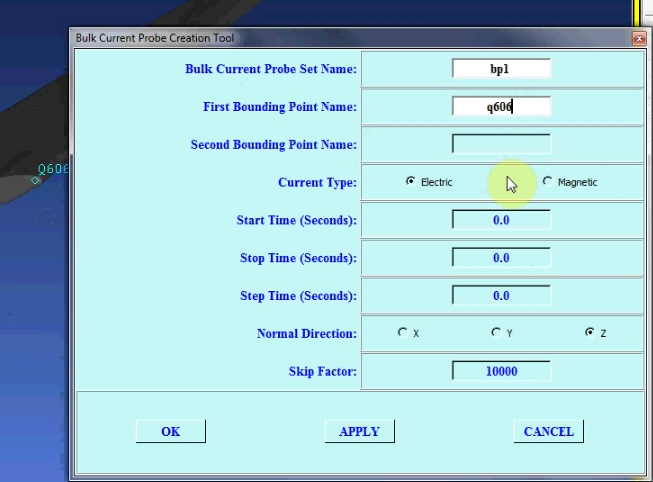 Bulk Current Probe Creation Tool
Bulk Current Probe Set Name: bp1
First Bounding Point Name: q606
Second Bounding Point Name:
Q606
Current Type: Electric Magnetic
Start Time (Seconds): 0.0
Stop Time (Seconds): 0.0
Step Time (Seconds): 0.0
Normal Direction: X Y Z
Skip Factor: 10000
OK APPLY CANCEL